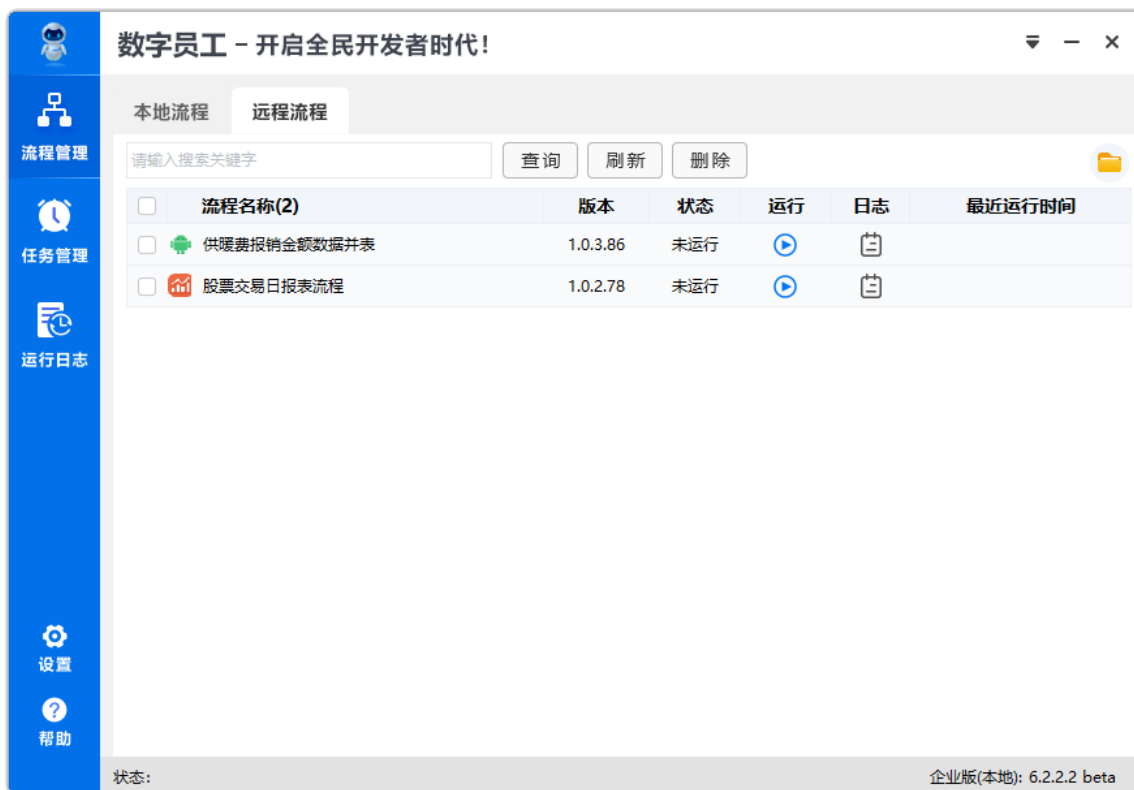 数字员工 – 开启全民开发者时代!
本地流程 远程流程
流程管理
请输入搜索关键字 查询 刷新 删除
流程名称(2) 版本 状态 运行 日志 最近运行时间
供暖费报销金额数据并表 1.0.3.86 未运行
任务管理
股票交易日报表流程 1.0.2.78 未运行
运行日志
设置
帮助
状态: 企业版(本地): 6.2.2.2 beta